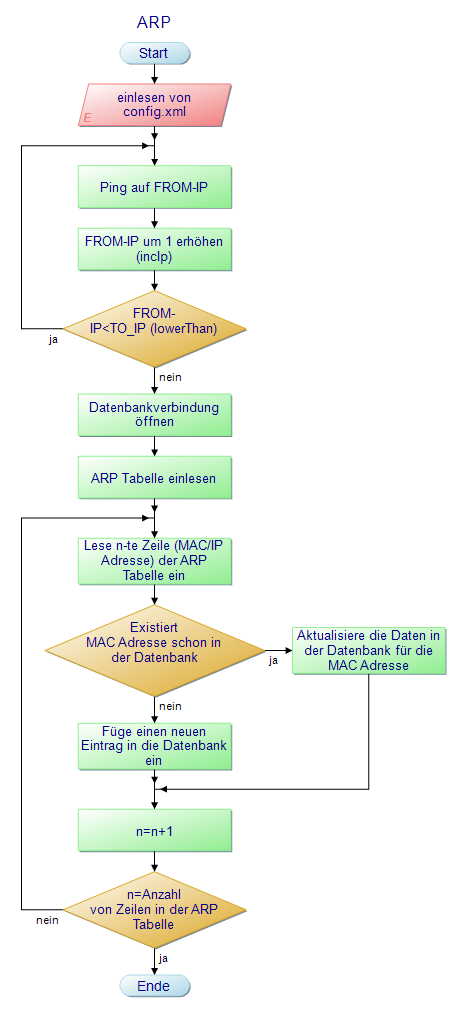 ARP
Start
einlesen von
config.xml
E
Ping auf FROM-IP
FROM-IP um 1 erhöhen
(incIp)
FROM-
IP<TO_IP (lowerThan)
ja
nein
Datenbankverbindung
öffnen
ARP Tabelle einlesen
Lese n-te Zeile (MAC/IP
Adresse) der ARP
Tabelle ein
Existiert
MAC Adresse schon in
der Datenbank
ja
Aktualisiere die Daten in
der Datenbank für die
MAC Adresse
nein
Füge einen neuen
Eintrag in die Datenbank
ein
n=n+1
n=Anzahl
von Zeilen in der ARP
Tabelle
nein
ja
Ende